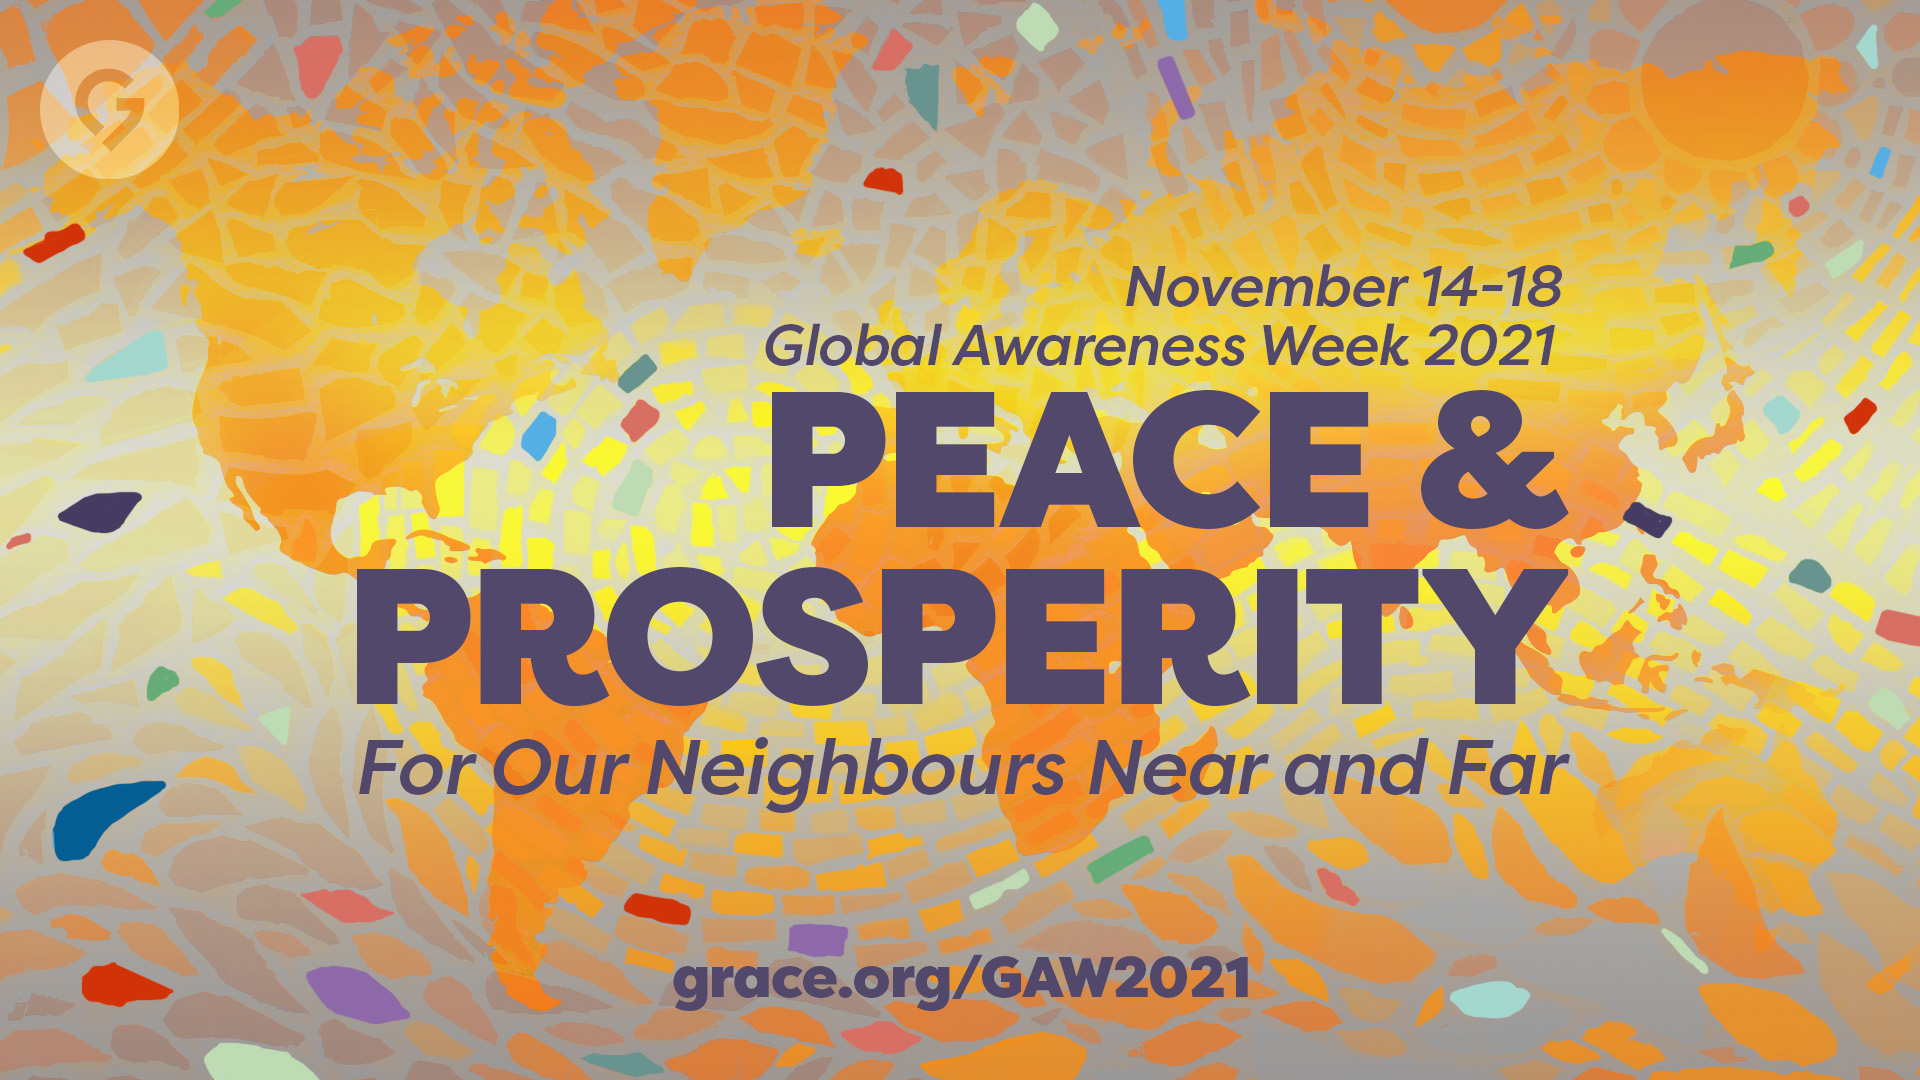 November 14-18
Global Awareness Week 2021
PEACE &
PROSPERITY
For Our Neighbours Near and Far
grace.org/GAW2021